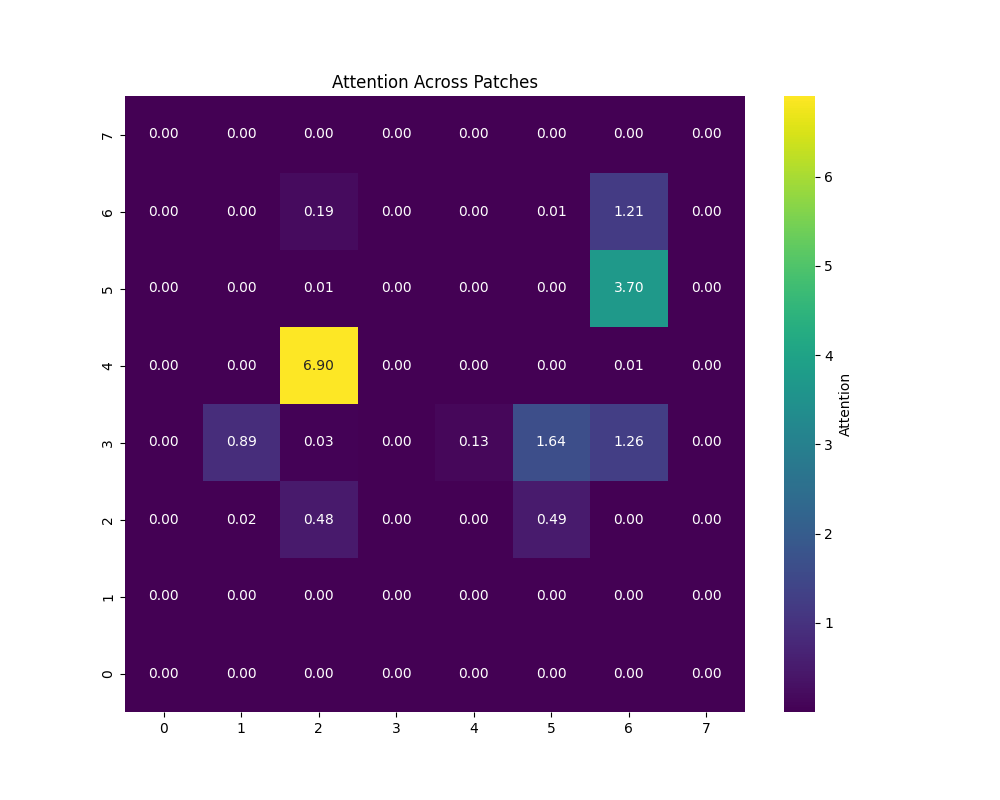 Attention Across Patches
7 0.00 0.00 0.00 0.00 0.00 0.00 0.00 0.00
6 0.00 0.00 0.19 0.00 0.00 0.01 1.21 0.00
5 0.00 0.00 0.01 0.00 0.00 0.00 3.70 0.00
4 0.00 0.00 6.90 0.00 0.00 0.00 0.01 0.00
3 0.00 0.89 0.03 0.00 0.13 1.64 1.26 0.00
2 0.00 0.02 0.48 0.00 0.00 0.49 0.00 0.00
1 0.00 0.00 0.00 0.00 0.00 0.00 0.00 0.00
0 0.00 0.00 0.00 0.00 0.00 0.00 0.00 0.00
0 1 2 3 4 5 6 7
6
5
4
3
2
1
Attention